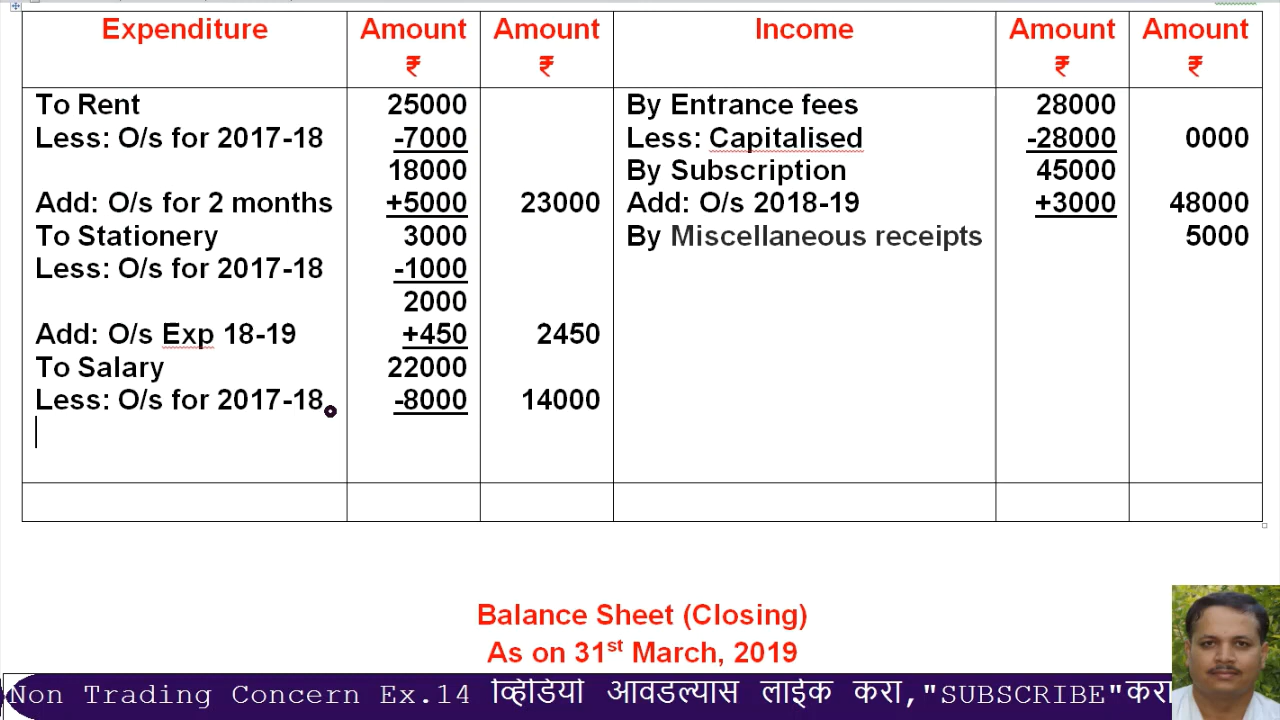 Expenditure Amount ₹ Amount ₹ Income Amount ₹ Amount ₹
To Rent 25000 By Entrance fees 28000
Less: O/s for 2017-18 -7000 Less: Capitalised -28000 0000
18000 By Subscription 45000
Add: O/s for 2 months +5000 23000 Add: O/s 2018-19 +3000 48000
To Stationery 3000 By Miscellaneous receipts 5000
Less: O/s for 2017-18 -1000
2000
Add: O/s Exp 18-19 +450 2450
To Salary 22000
Less: O/s for 2017-18 -8000 14000
Balance Sheet (Closing)
As on 31st March, 2019
Non Trading Concern Ex.14 व्हिडियो आवडल्यास लाईक करा,"SUBSCRIBE"करा